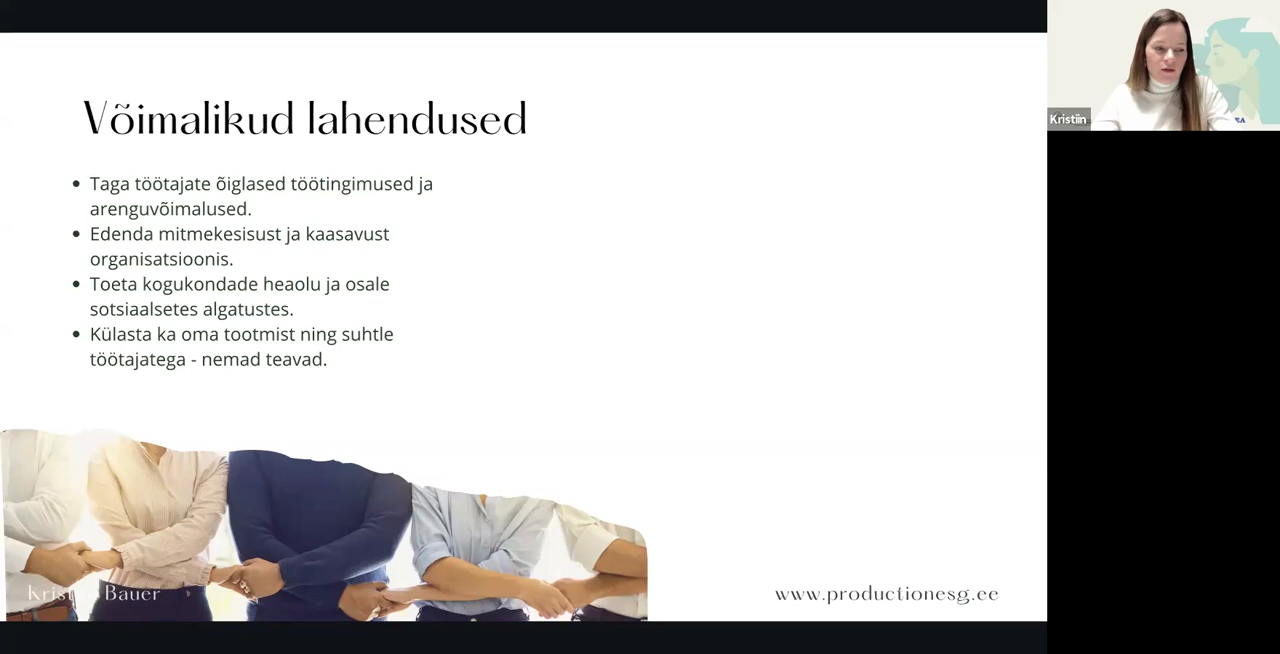 Võimalikud lahendused
Taga töötajate õiglased töötingimused ja
arenguvõimalused.
Edenda mitmekesisust ja kaasavust
organisatsioonis.
Toeta kogukondade heaolu ja osale
sotsiaalsetes algatustes.
Külasta ka oma tootmist ning suhtle
töötajatega - nemad teavad.
Bauer
www.productionesg.ee
Kristiin